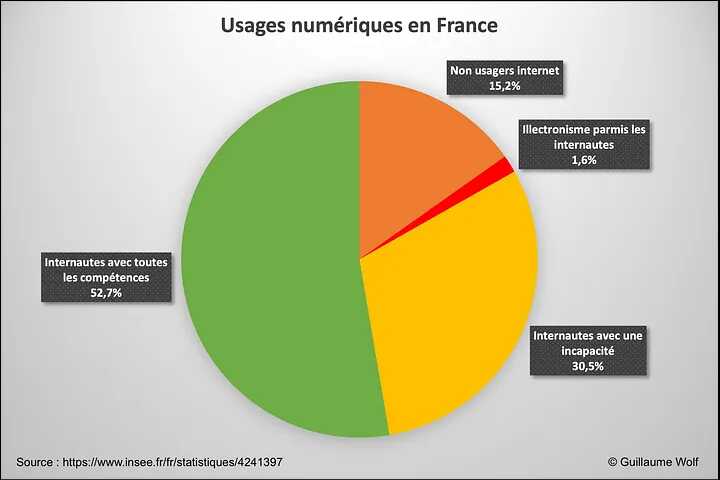 Usages numériques en France
Non usagers internet
15,2%
Illectronisme parmis les
internautes
1,6%
Internautes avec toutes
les compétences
52,7%
Internautes avec une
incapacité
30,5%
Source : https://www.insee.fr/fr/statistiques/4241397
© Guillaume Wolf